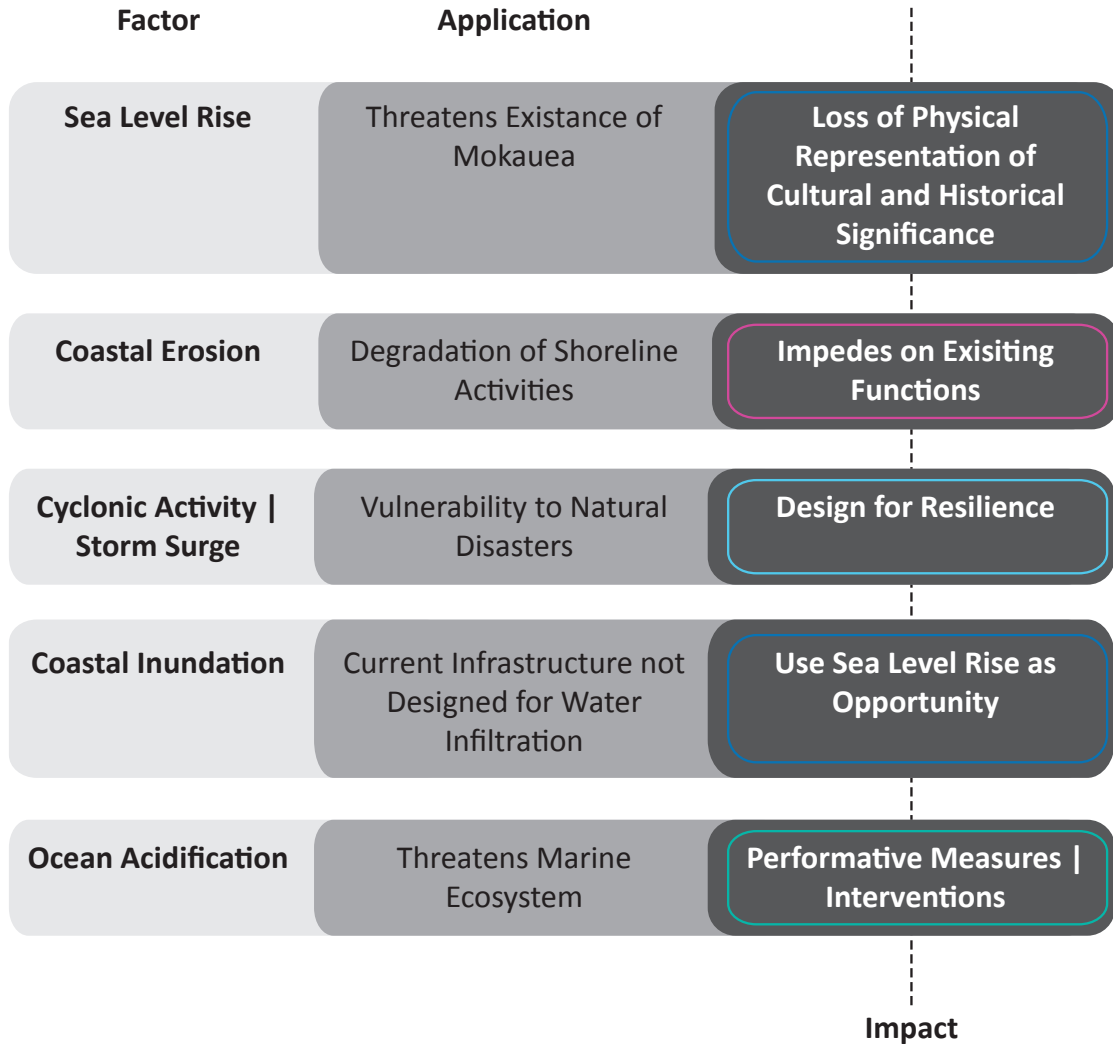 Factor
Application
Sea Level Rise
Threatens Existance of
Mokauea
Loss of Physical
Representation of
Cultural and Historical
Significance
Coastal Erosion
Degradation of Shoreline
Activities
Impedes on Exisiting
Functions
Cyclonic Activity |
Storm Surge
Vulnerability to Natural
Disasters
Design for Resilience
Coastal Inundation
Current Infrastructure not
Designed for Water
Infiltration
Use Sea Level Rise as
Opportunity
Ocean Acidification
Threatens Marine
Ecosystem
Performative Measures |
Interventions
Impact